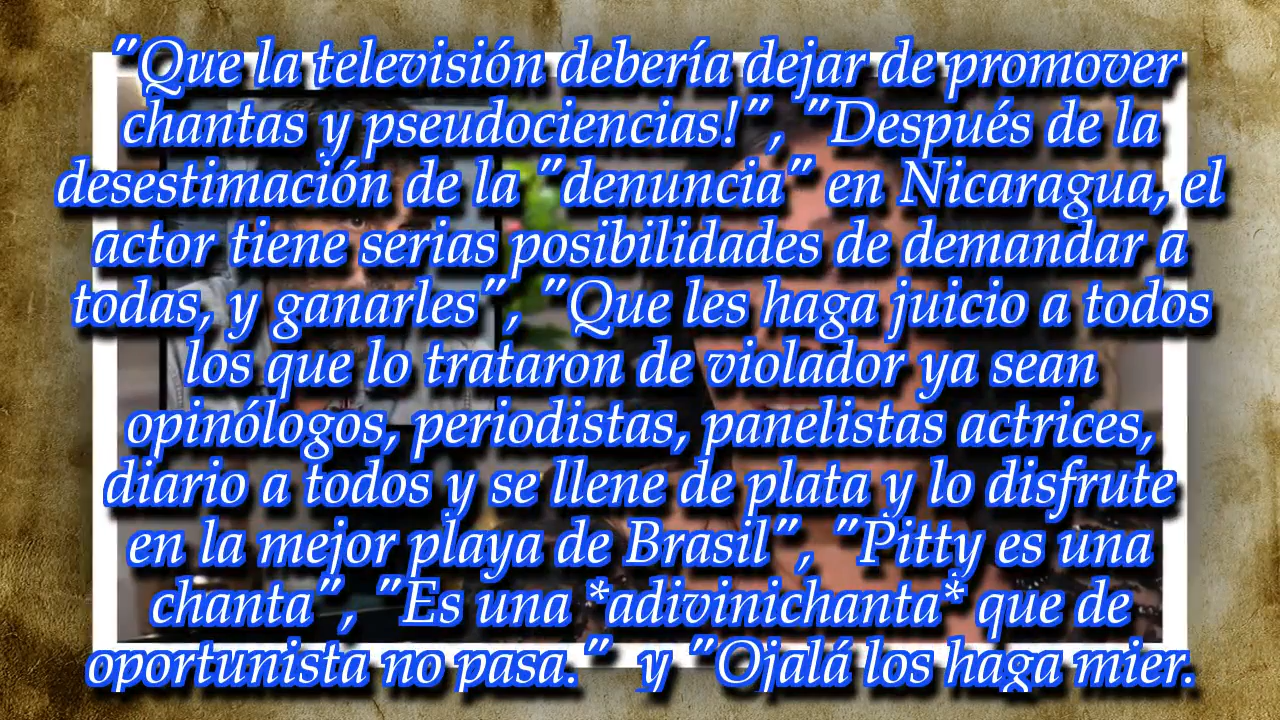 "Que la televisión debería dejar de promover
chantas y pseudociencias!", "Después de la
desestimación de la "denuncia" en Nicaragua, el
actor tiene serias posibilidades de demandar a
todas, y ganarles", "Que les haga juicio a todos
los que lo trataron de violador ya sean
opinólogos, periodistas, panelistas actrices,
diario a todos y se llene de plata y lo disfrute
en la mejor playa de Brasil", "Pitty es una
chanta", "Es una *adivinichanta* que de
oportunista no pasa."  y "Ojalá los haga mier.